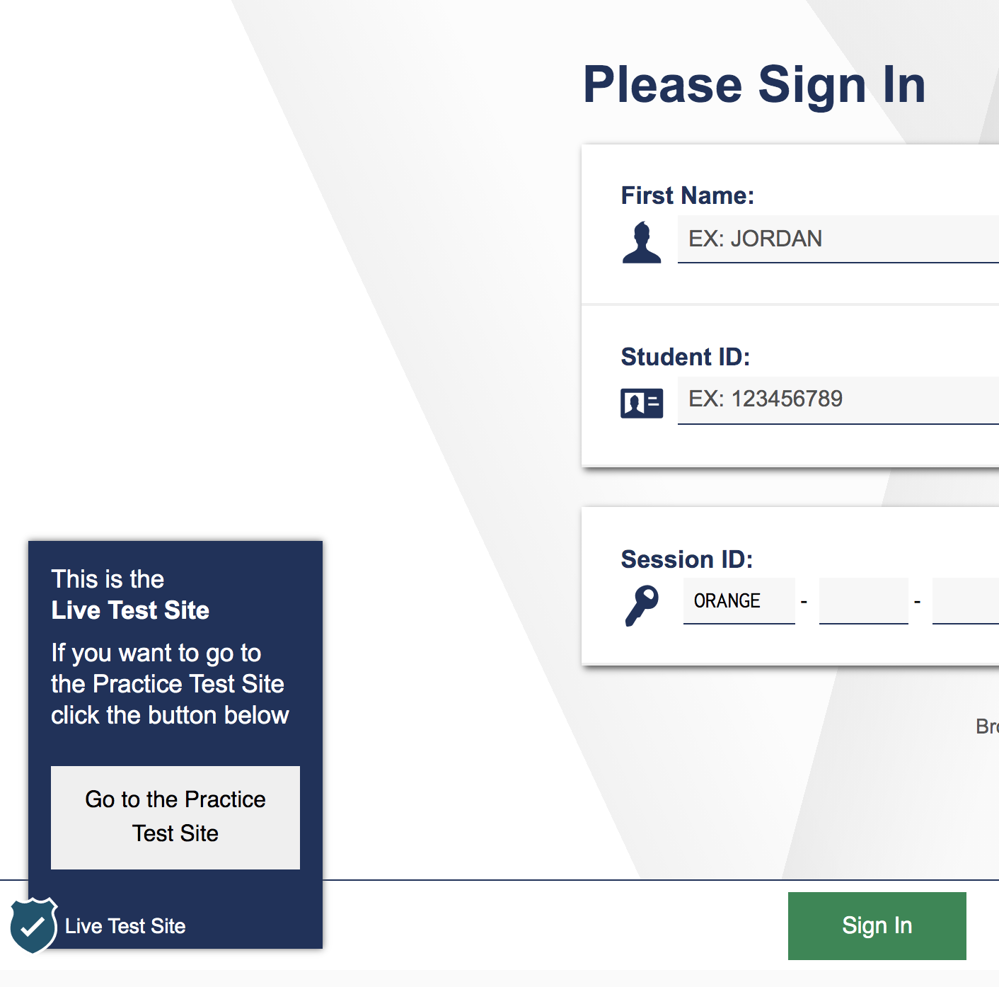 Please Sign In
First Name:
EX: JORDAN
Student ID:
EX: 123456789
Session ID:
ORANGE - -
This is the
Live Test Site
If you want to go to
the Practice Test Site
click the button below
Go to the Practice
Test Site
Live Test Site
Sign In